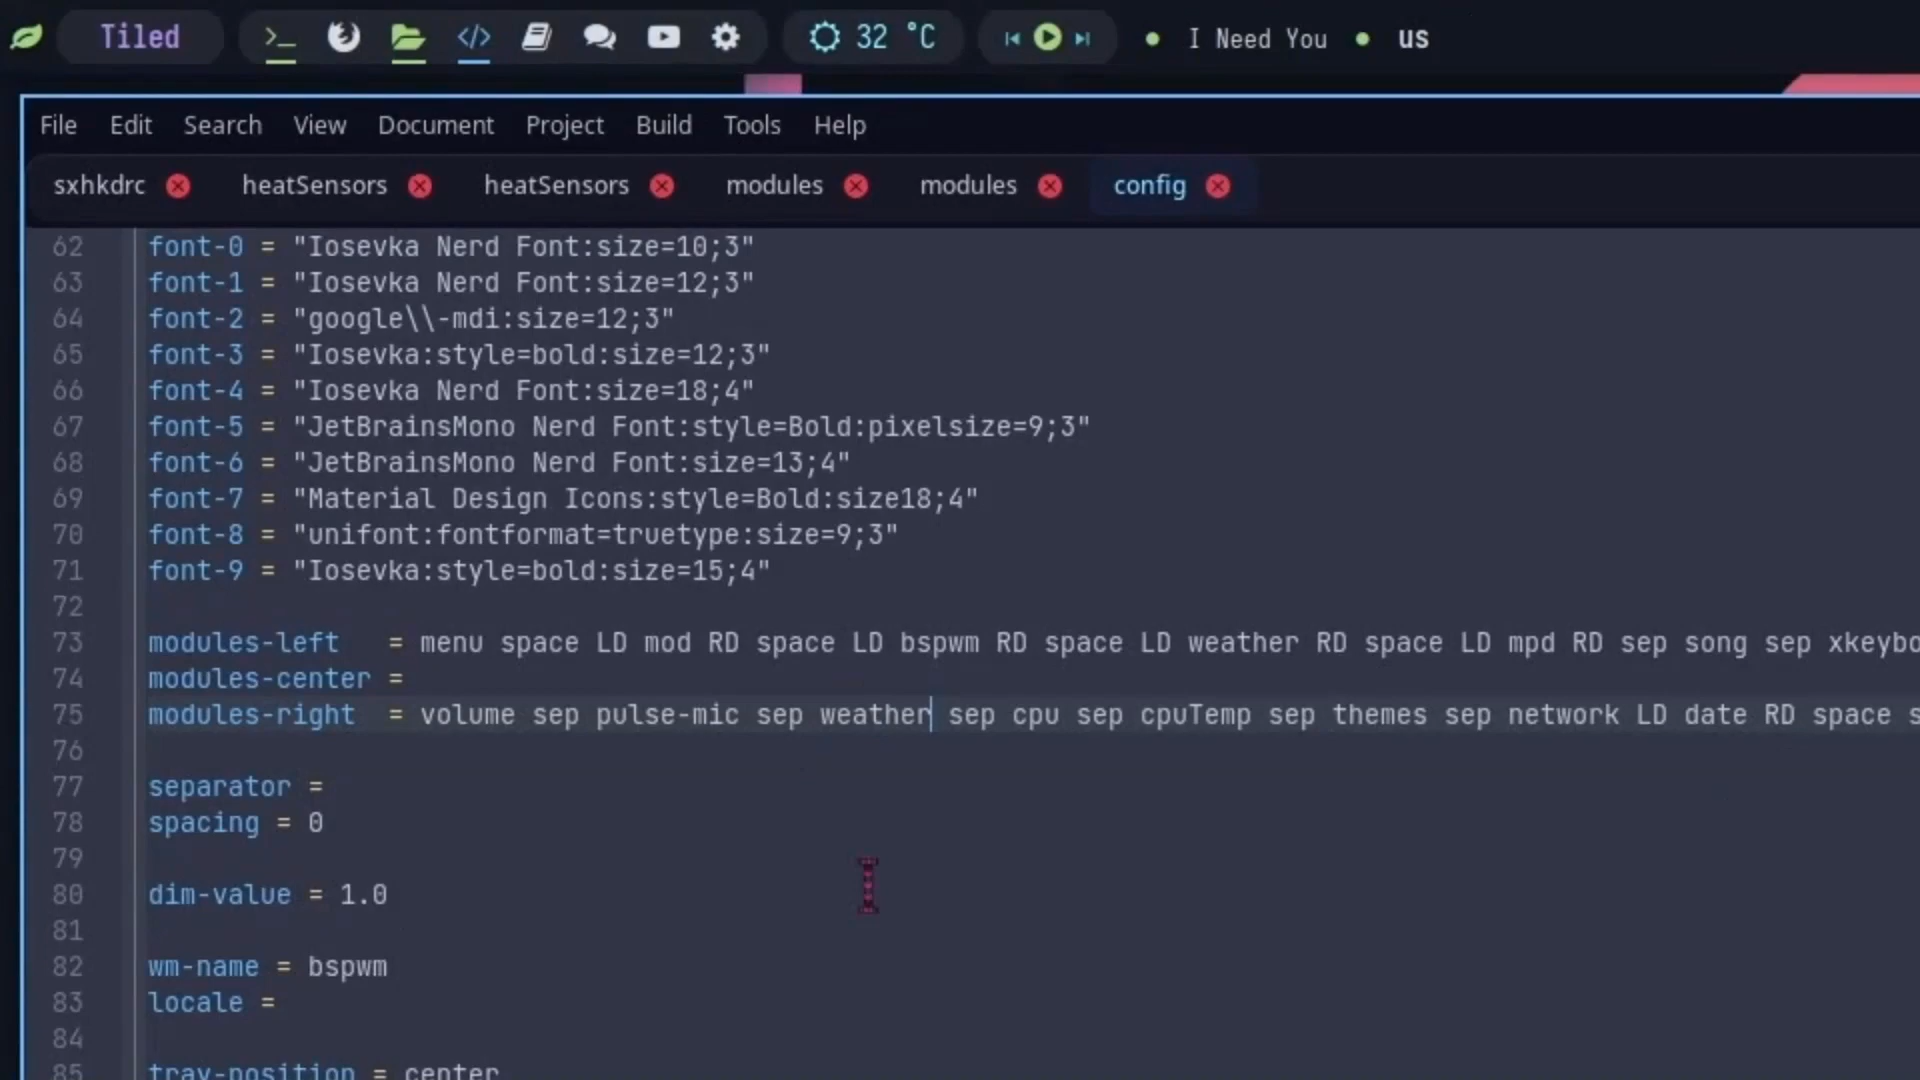 Tiled 32 °C I Need You us
File Edit Search View Document Project Build Tools Help
sxhkdrc heatSensors heatSensors modules modules config
62 font-0 = "Iosevka Nerd Font:size=10;3"
63 font-1 = "Iosevka Nerd Font:size=12;3"
64 font-2 = "google\\-mdi:size=12;3"
65 font-3 = "Iosevka:style=bold:size=12;3"
66 font-4 = "Iosevka Nerd Font:size=18;4"
67 font-5 = "JetBrainsMono Nerd Font:style=Bold:pixelsize=9;3"
68 font-6 = "JetBrainsMono Nerd Font:size=13;4"
69 font-7 = "Material Design Icons:style=Bold:size18;4"
70 font-8 = "unifont:fontformat=truetype:size=9;3"
71 font-9 = "Iosevka:style=bold:size=15;4"
72
73 modules-left = menu space LD mod RD space LD bspwm RD space LD weather RD space LD mpd RD sep song sep xkeybo
74 modules-center =
75 modules-right = volume sep pulse-mic sep weather sep cpu sep cpuTemp sep themes sep network LD date RD space s
76
77 separator =
78 spacing = 0
79
80 dim-value = 1.0
81
82 wm-name = bspwm
83 locale =
84
85 tray-position = center